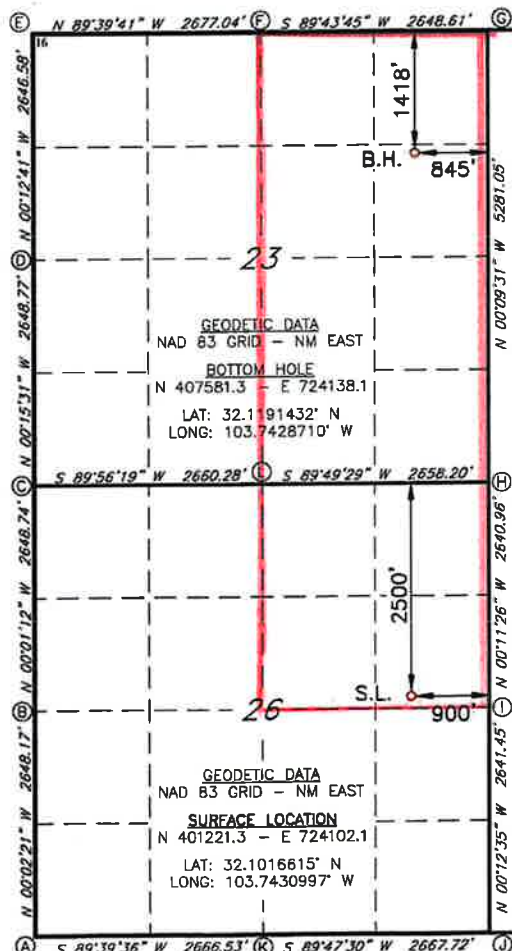 E N 89°39'41" W 2677.04' F S 89°43'45" W 2648.61' G
16
N 00°12'41" W 2646.58'
1418'
B.H.
845'
N 00°09'31" W 5281.05'
D
23
GEODETIC DATA
NAD 83 GRID - NM EAST
BOTTOM HOLE
N 407581.3 - E 724138.1
LAT: 32.1191432° N
LONG: 103.7428710° W
N 00°15'31" W 2648.77'
C S 89°56'19" W 2660.28' L S 89°49'29" W 2658.20' H
N 00°01'12" W 2648.74'
2500'
N 00°11'26" W 2640.96'
S.L.
900'
B
26
I
GEODETIC DATA
NAD 83 GRID - NM EAST
SURFACE LOCATION
N 401221.3 - E 724102.1
LAT: 32.1016615° N
LONG: 103.7430997° W
N 00°02'21" W 2648.17'
N 00°12'35" W 2641.45'
A S 89°39'36" W 2666.53' K S 89°47'30" W 2667.72' J